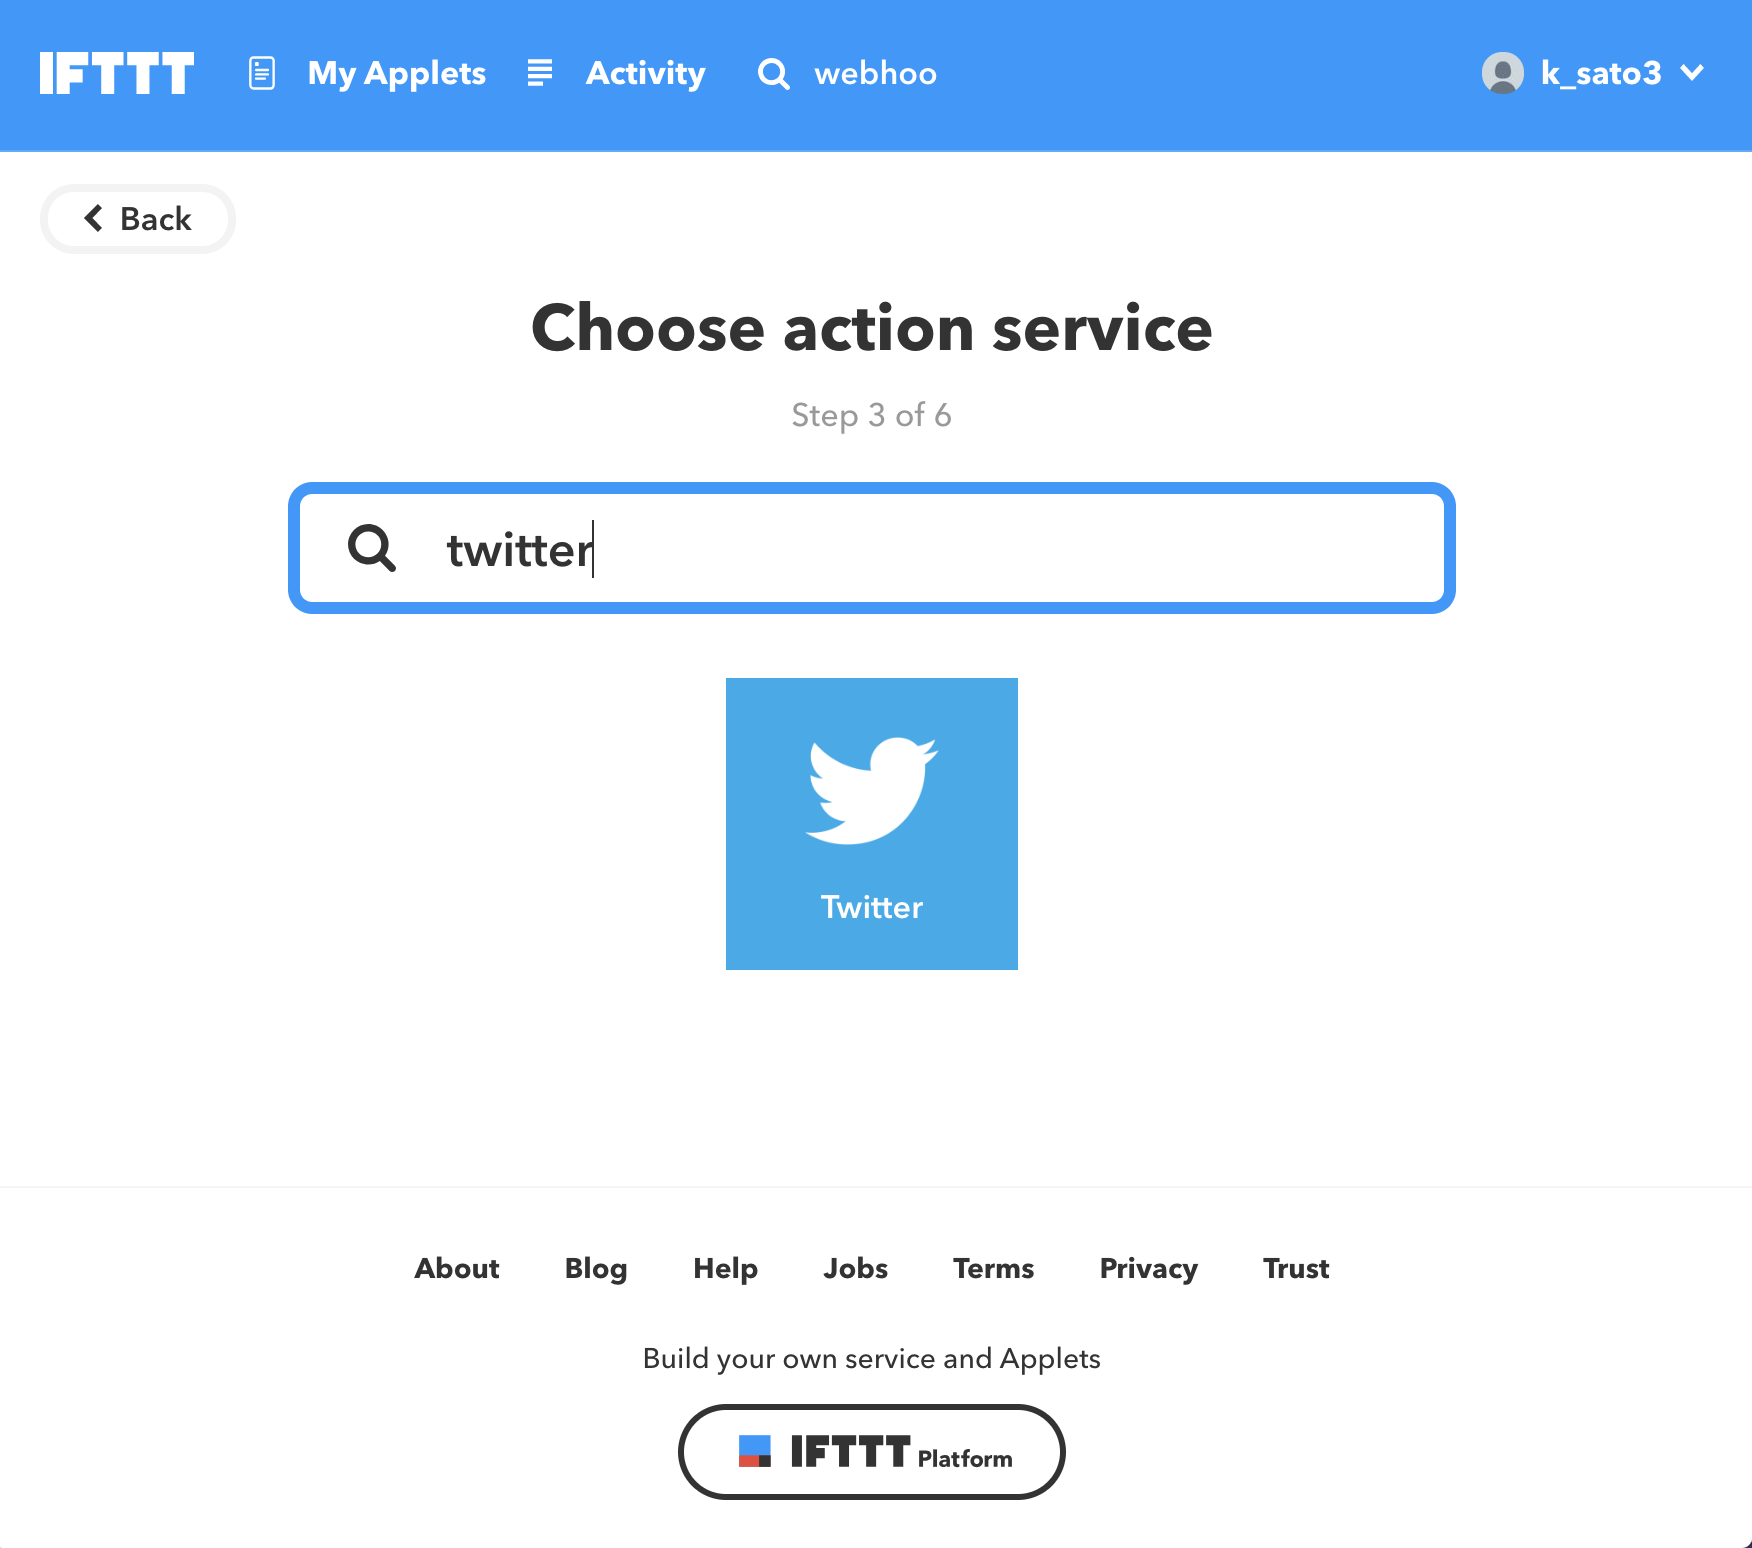 IFTTT My Applets Activity webhoo k_sato3
Back
Choose action service
Step 3 of 6
twitter
Twitter
About Blog Help Jobs Terms Privacy Trust
Build your own service and Applets
IFTTT Platform